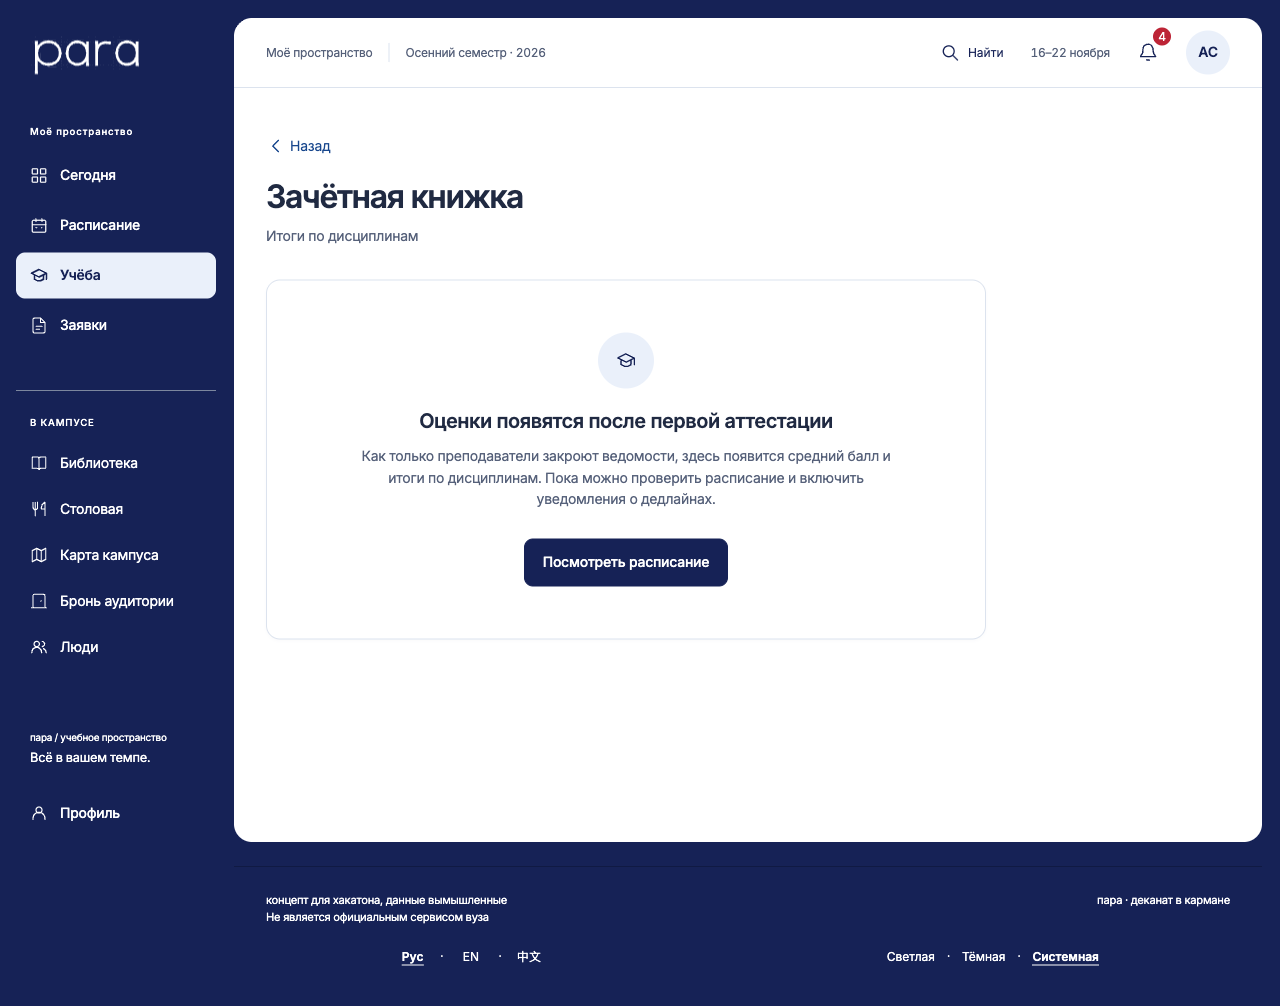 para
Моё пространство
Сегодня
Расписание
Учёба
Заявки
В КАМПУСЕ
Библиотека
Столовая
Карта кампуса
Бронь аудитории
Люди
пара / учебное пространство
Всё в вашем темпе.
Профиль
Моё пространство
Осенний семестр · 2026
Найти
16–22 ноября
4
АС
Назад
Зачётная книжка
Итоги по дисциплинам
Оценки появятся после первой аттестации
Как только преподаватели закроют ведомости, здесь появится средний балл и
итоги по дисциплинам. Пока можно проверить расписание и включить
уведомления о дедлайнах.
Посмотреть расписание
концепт для хакатона, данные вымышленные
Не является официальным сервисом вуза
пара · деканат в кармане
Рус · EN · 中文
Светлая · Тёмная · Системная